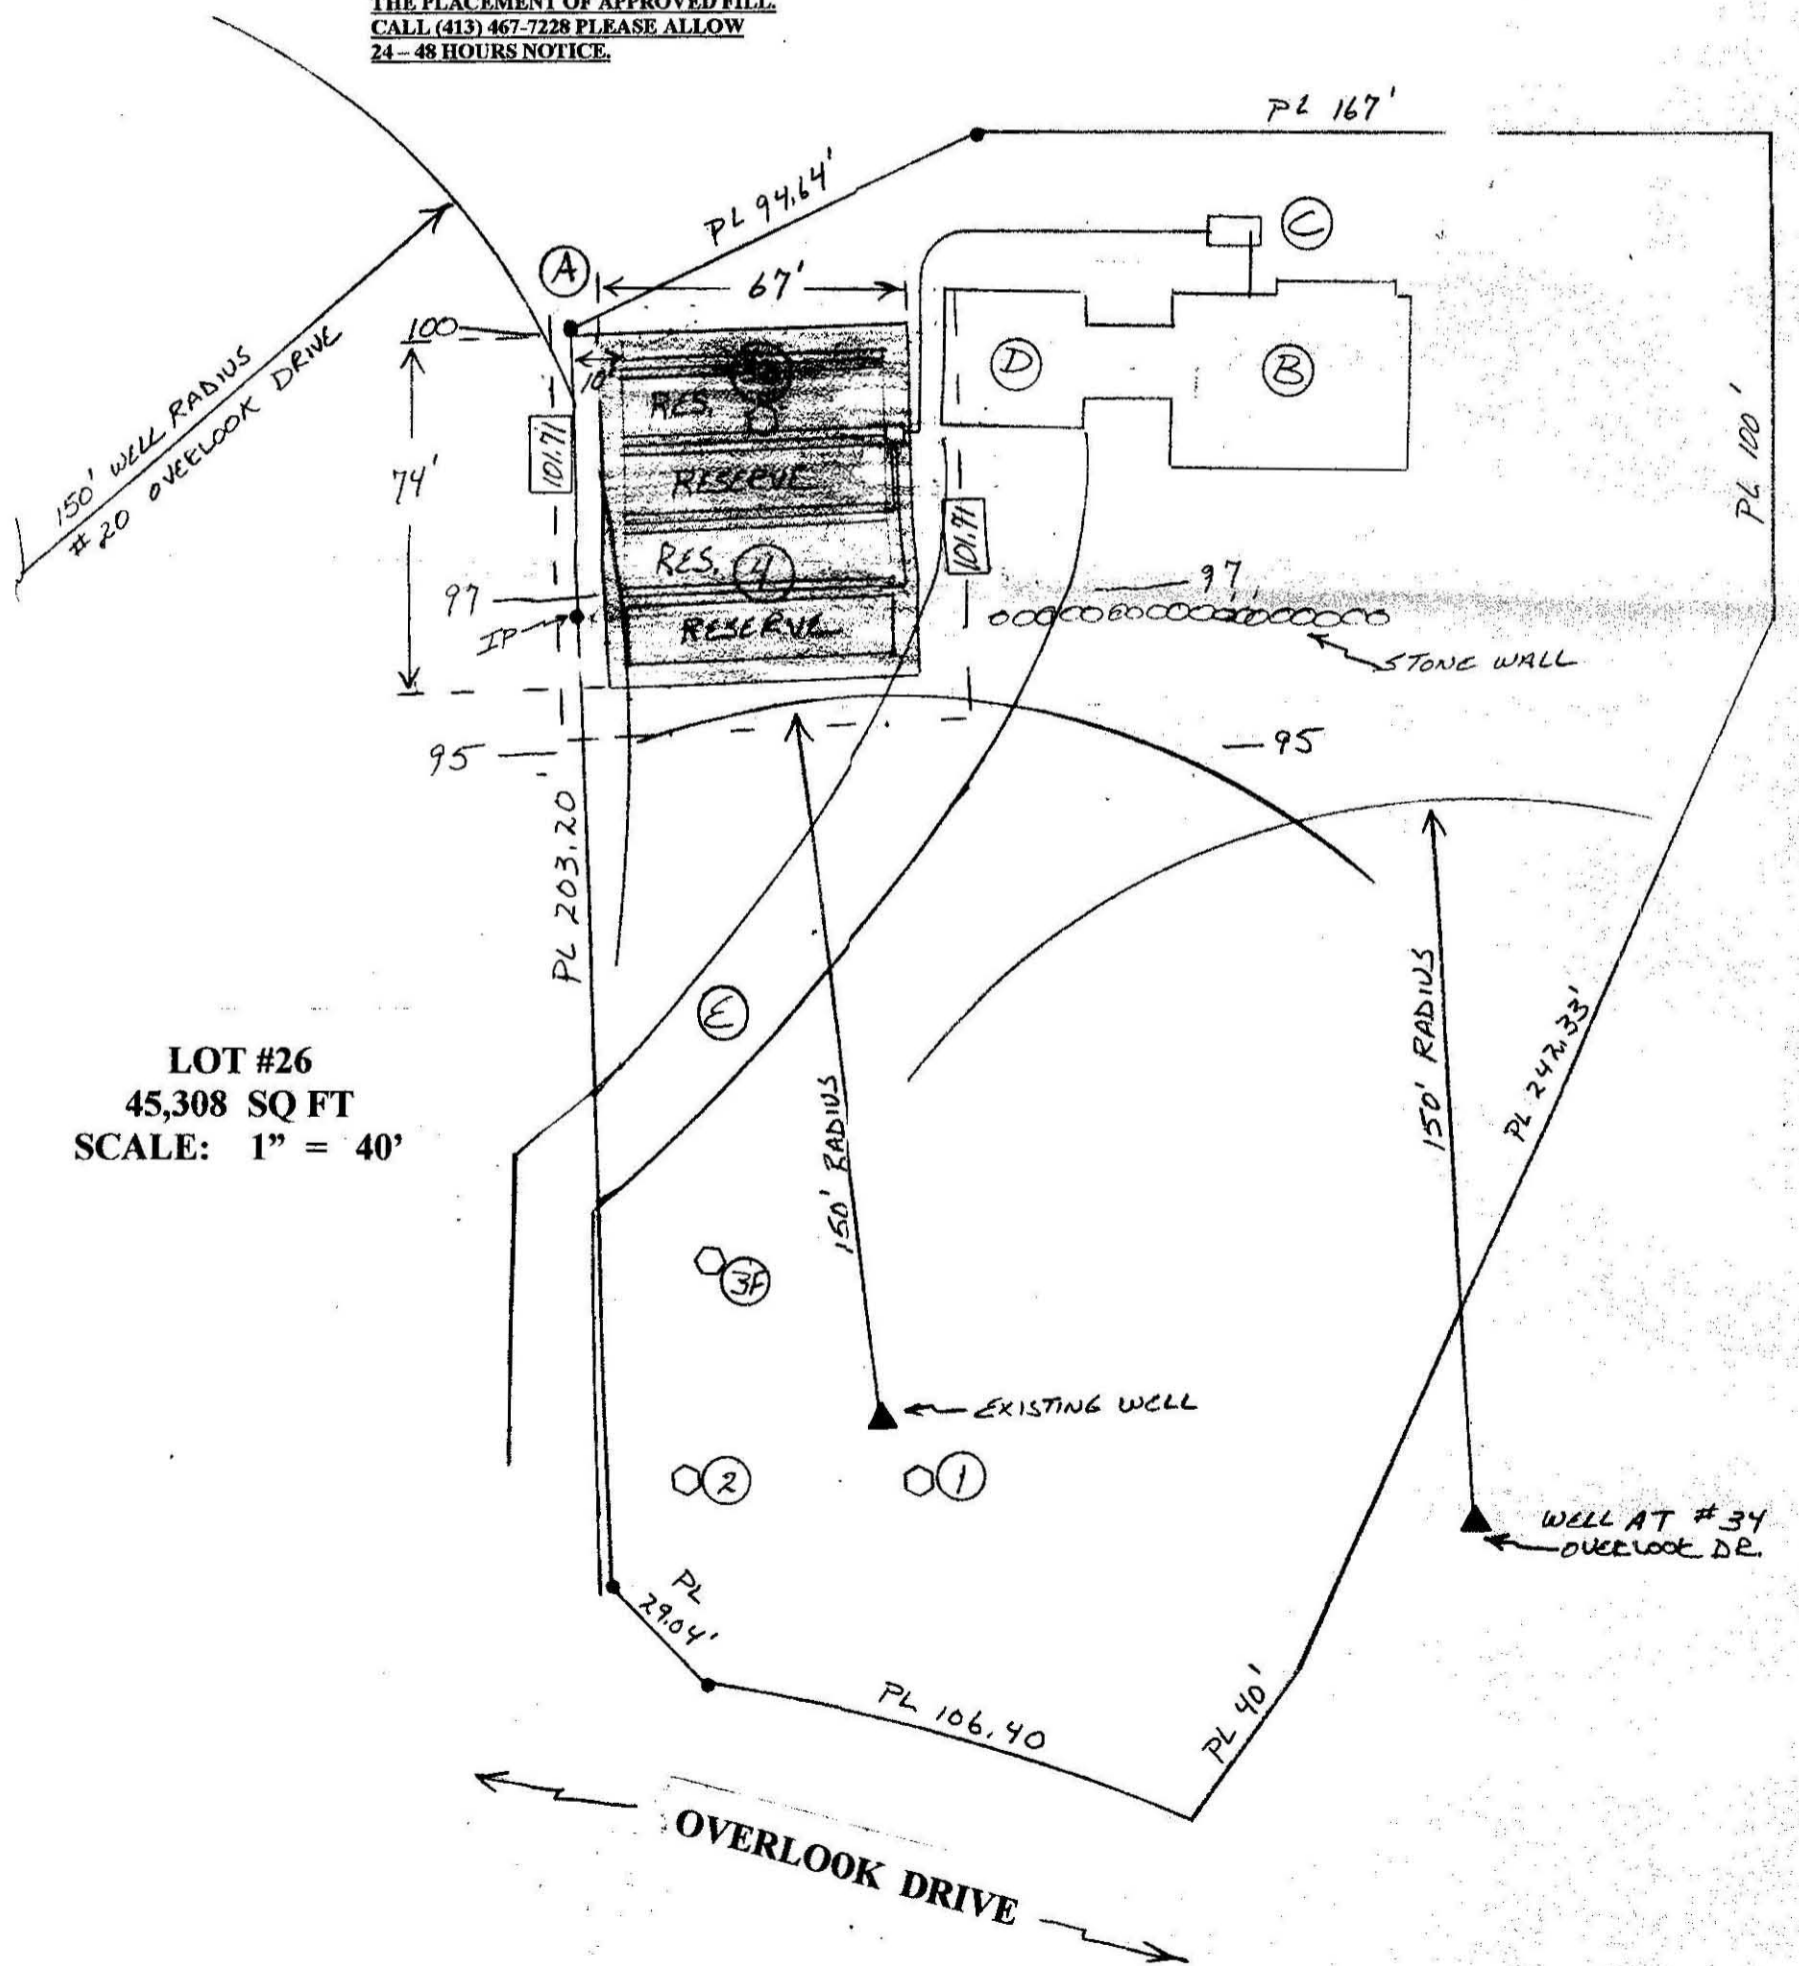 THE PLACEMENT OF APPROVED FILL.
CALL (413) 467-7228 PLEASE ALLOW
24 – 48 HOURS NOTICE.
PL 167'
PL 94.64'
C
A
67'
100
150' WELL RADIUS
# 20 OVERLOOK DRIVE
10'
D
B
RES.
101.71
74'
RESERVE
PL 100'
101.71
RES. 4
97
97
IP
RESERVE
STONE WALL
95
95
PL 203.20
E
150' RADIUS
150' RADIUS
PL 247.33'
LOT #26
45,308 SQ FT
SCALE: 1” = 40’
3F
EXISTING WELL
2
1
WELL AT # 34
OVERLOOK DR.
PL
29.04'
PL 106.40
PL 40'
OVERLOOK DRIVE